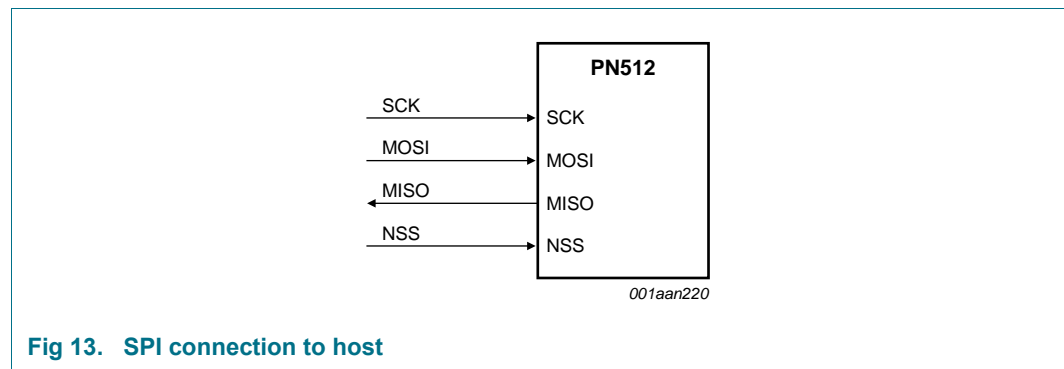 PN512
SCK SCK
MOSI MOSI
MISO MISO
NSS NSS
001aan220
Fig 13. SPI connection to host